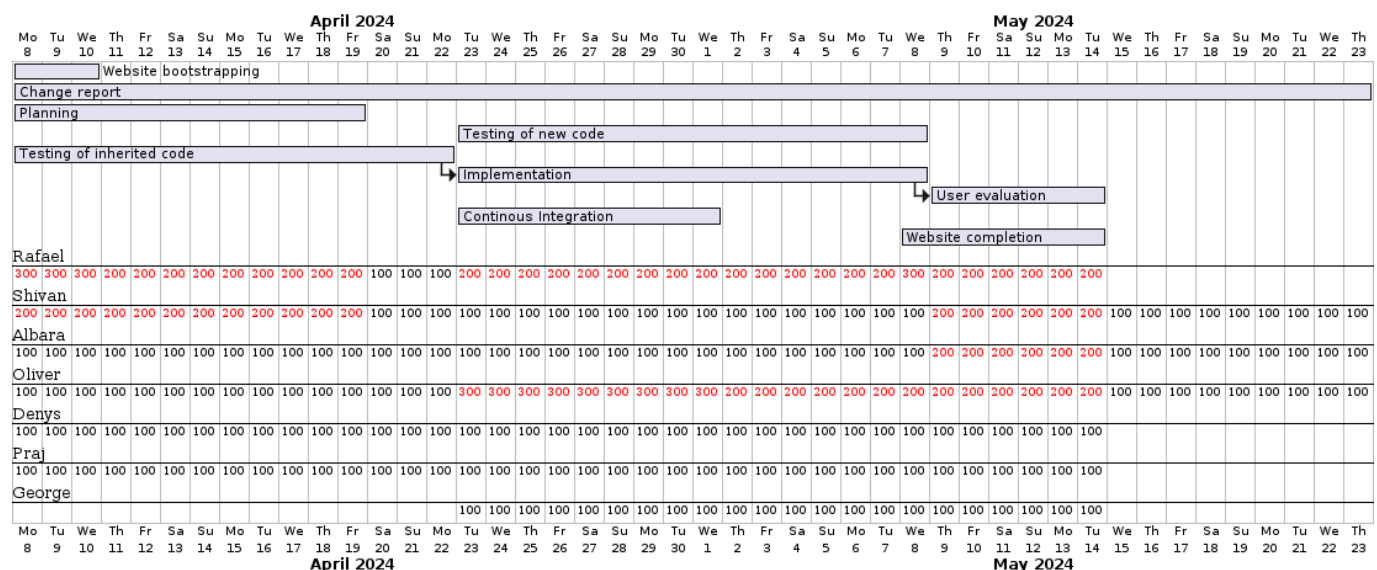 April 2024 May 2024
Mo Tu We Th Fr Sa Su Mo Tu We Th Fr Sa Su Mo Tu We Th Fr Sa Su Mo Tu We Th Fr Sa Su Mo Tu We Th Fr Sa Su Mo Tu We Th Fr Sa Su Mo Tu We Th
8 9 10 11 12 13 14 15 16 17 18 19 20 21 22 23 24 25 26 27 28 29 30 1 2 3 4 5 6 7 8 9 10 11 12 13 14 15 16 17 18 19 20 21 22 23
Website bootstrapping
Change report
Planning
Testing of new code
Testing of inherited code
Implementation
User evaluation
Continous Integration
Website completion
Rafael
300 300 300 200 200 200 200 200 200 200 200 200 100 100 100 200 200 200 200 200 200 200 200 200 200 200 200 200 200 200 300 200 200 200 200 200 200
Shivan
200 200 200 200 200 200 200 200 200 200 200 200 100 100 100 100 100 100 100 100 100 100 100 100 100 100 100 100 100 100 100 200 200 200 200 200 200 100 100 100 100 100 100 100 100 100
Albara
100 100 100 100 100 100 100 100 100 100 100 100 100 100 100 100 100 100 100 100 100 100 100 100 100 100 100 100 100 100 100 200 200 200 200 200 200 100 100 100 100 100 100 100 100 100
Oliver
100 100 100 100 100 100 100 100 100 100 100 100 100 100 100 300 300 300 300 300 300 300 300 300 200 200 200 200 200 200 200 200 200 200 200 200 200 100 100 100 100 100 100 100 100 100
Denys
100 100 100 100 100 100 100 100 100 100 100 100 100 100 100 100 100 100 100 100 100 100 100 100 100 100 100 100 100 100 100 100 100 100 100 100 100
Praj
100 100 100 100 100 100 100 100 100 100 100 100 100 100 100 100 100 100 100 100 100 100 100 100 100 100 100 100 100 100 100 100 100 100 100 100 100
George
100 100 100 100 100 100 100 100 100 100 100 100 100 100 100 100 100 100 100 100 100 100
Mo Tu We Th Fr Sa Su Mo Tu We Th Fr Sa Su Mo Tu We Th Fr Sa Su Mo Tu We Th Fr Sa Su Mo Tu We Th Fr Sa Su Mo Tu We Th Fr Sa Su Mo Tu We Th
8 9 10 11 12 13 14 15 16 17 18 19 20 21 22 23 24 25 26 27 28 29 30 1 2 3 4 5 6 7 8 9 10 11 12 13 14 15 16 17 18 19 20 21 22 23
April 2024 May 2024